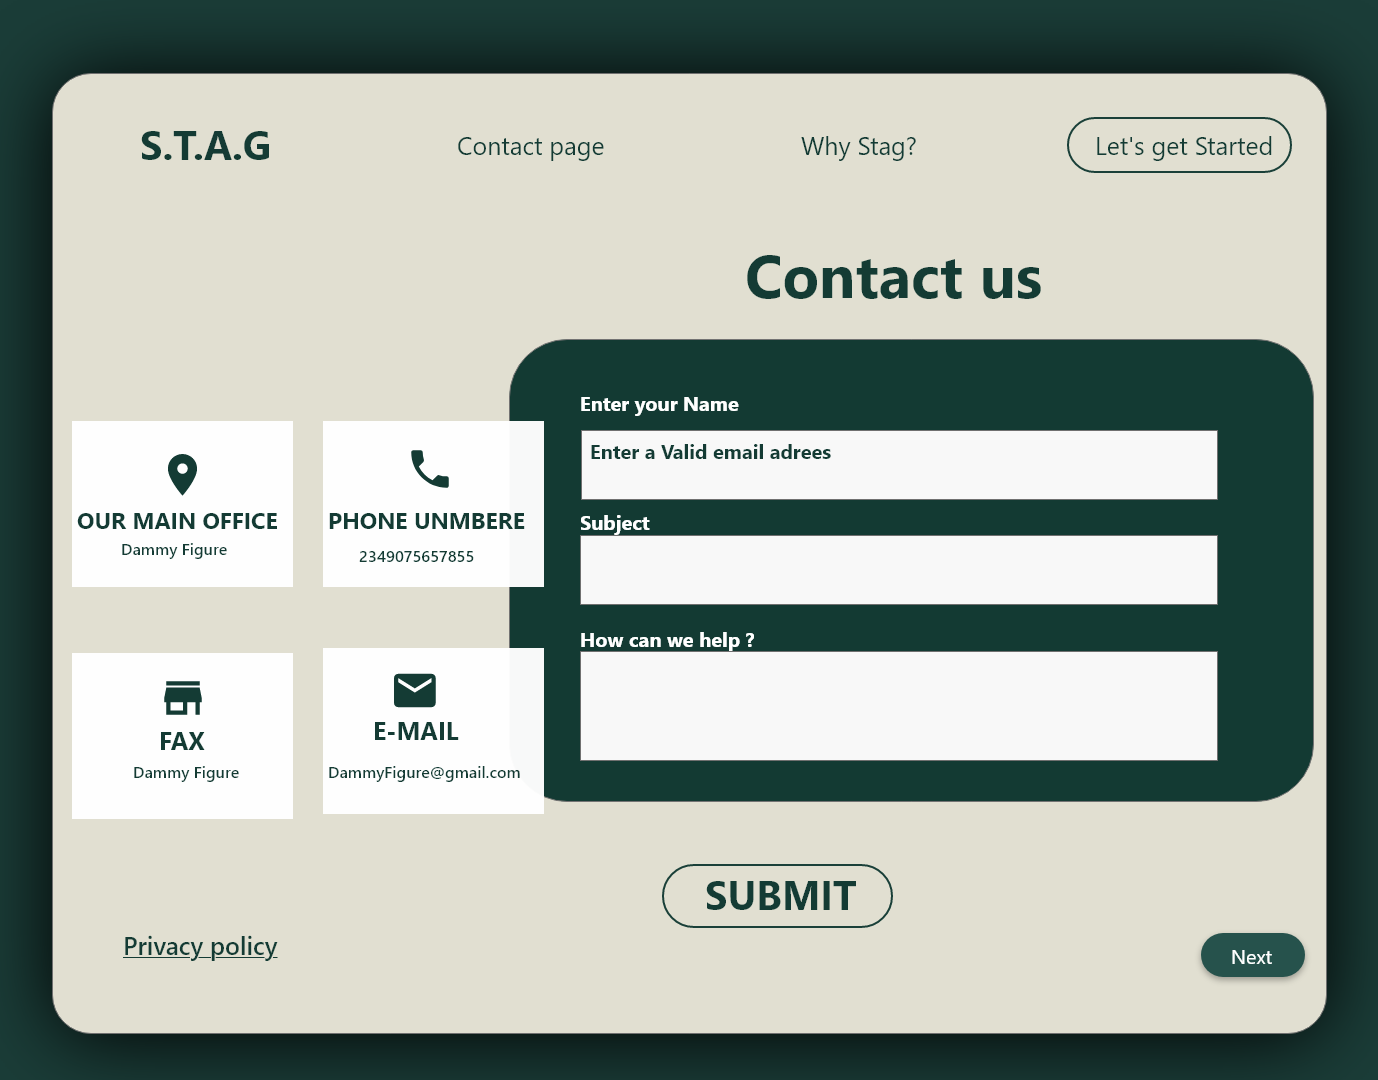 S.T.A.G
Contact page
Why Stag?
Let's get Started
Contact us
Enter your Name
Enter a Valid email adrees
Subject
How can we help ?
OUR MAIN OFFICE
Dammy Figure
PHONE UNMBERE
2349075657855
FAX
Dammy Figure
E-MAIL
DammyFigure@gmail.com
SUBMIT
Privacy policy
Next